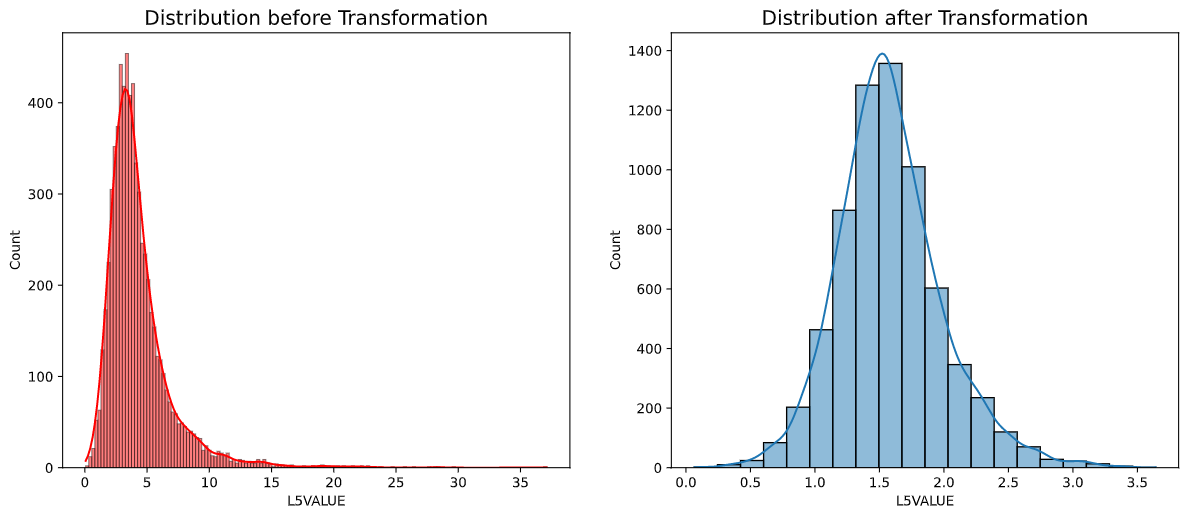 Distribution before Transformation
400
300
200
100
0
Count
0 5 10 15 20 25 30 35
L5VALUE
Distribution after Transformation
1400
1200
1000
800
600
400
200
0
Count
0.0 0.5 1.0 1.5 2.0 2.5 3.0 3.5
L5VALUE